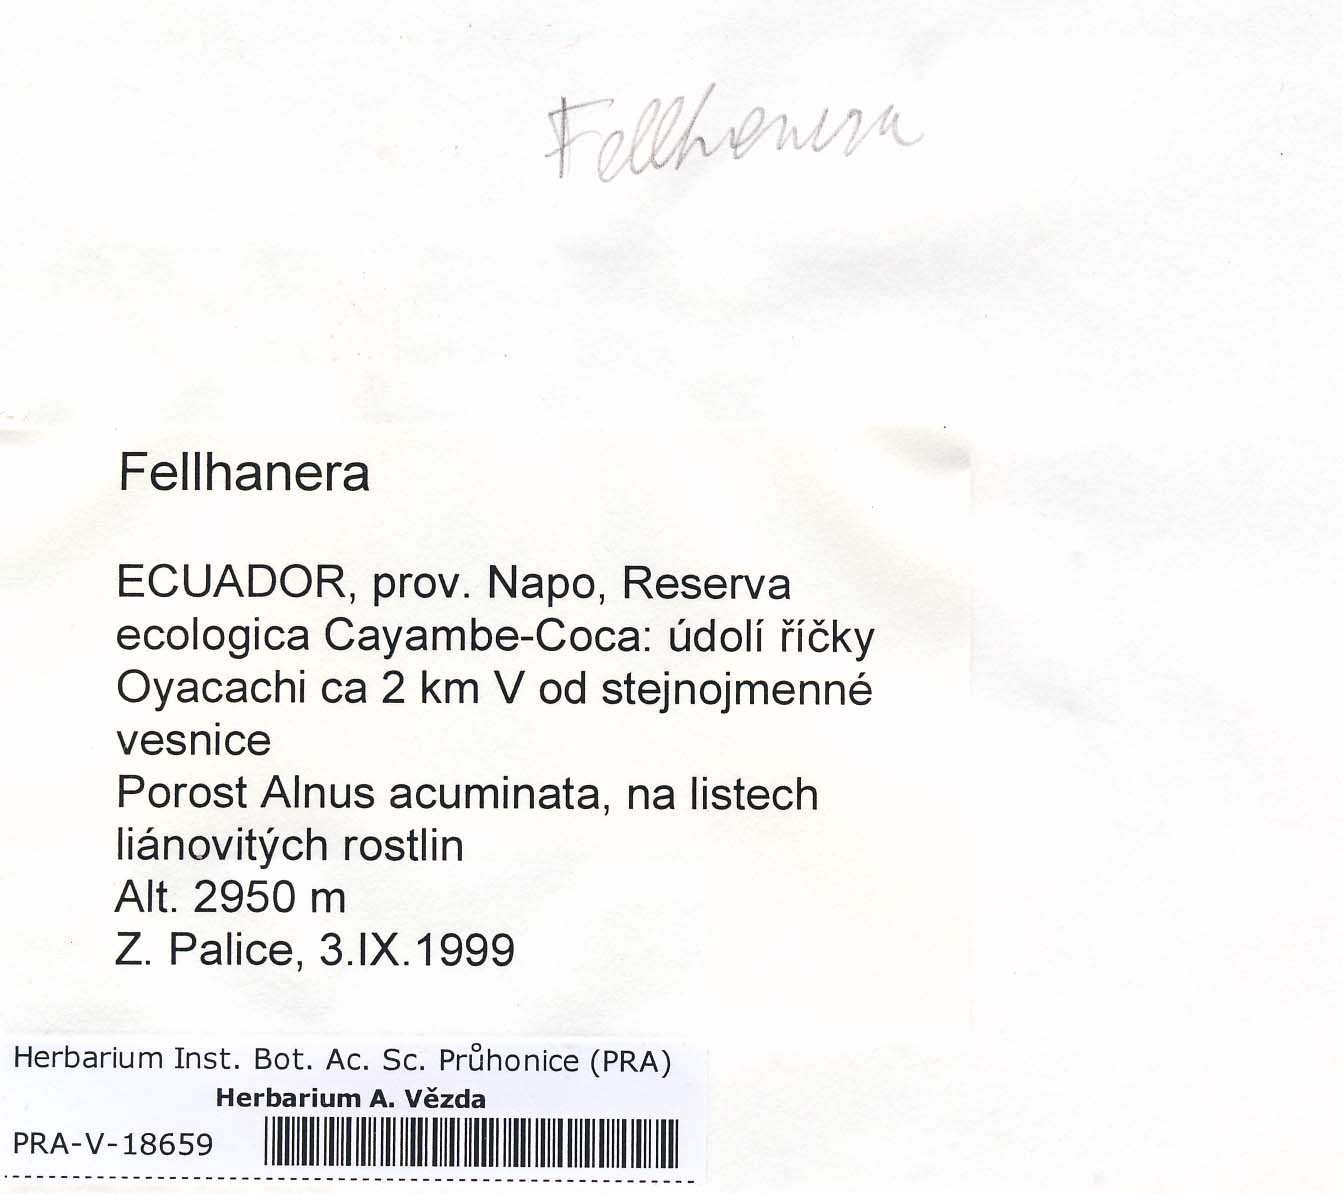 Fellhanera
Fellhanera
ECUADOR, prov. Napo, Reserva
ecologica Cayambe-Coca: údolí říčky
Oyacachi ca 2 km V od stejnojmenné
vesnice
Porost Alnus acuminata, na listech
liánovitých rostlin
Alt. 2950 m
Z. Palice, 3.IX.1999
Herbarium Inst. Bot. Ac. Sc. Průhonice (PRA)
Herbarium A. Vězda
PRA-V-18659